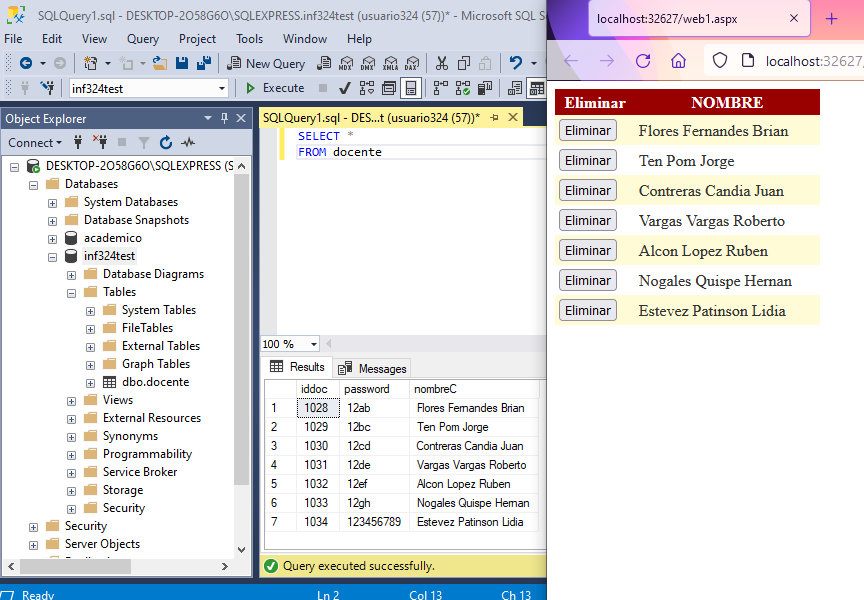 SQLQuery1.sql - DESKTOP-2O58G6O\SQLEXPRESS.inf324test (usuario324 (57))* - Microsoft SQL S
File Edit View Query Project Tools Window Help
New Query MDX DMX XMLA DAX
inf324test Execute
Object Explorer
Connect
DESKTOP-2O58G6O\SQLEXPRESS (S
Databases
System Databases
Database Snapshots
academico
inf324test
Database Diagrams
Tables
System Tables
FileTables
External Tables
Graph Tables
dbo.docente
Views
External Resources
Synonyms
Programmability
Service Broker
Storage
Security
Security
Server Objects
SQLQuery1.sql - DES...t (usuario324 (57))*
SELECT *
FROM docente
100 %
Results Messages
iddoc password nombreC
1 1028 12ab Flores Fernandes Brian
2 1029 12bc Ten Pom Jorge
3 1030 12cd Contreras Candia Juan
4 1031 12de Vargas Vargas Roberto
5 1032 12ef Alcon Lopez Ruben
6 1033 12gh Nogales Quispe Hernan
7 1034 123456789 Estevez Patinson Lidia
Query executed successfully.
Ready Ln 2 Col 13 Ch 13
localhost:32627/web1.aspx
localhost:32627/
Eliminar NOMBRE
Eliminar Flores Fernandes Brian
Eliminar Ten Pom Jorge
Eliminar Contreras Candia Juan
Eliminar Vargas Vargas Roberto
Eliminar Alcon Lopez Ruben
Eliminar Nogales Quispe Hernan
Eliminar Estevez Patinson Lidia